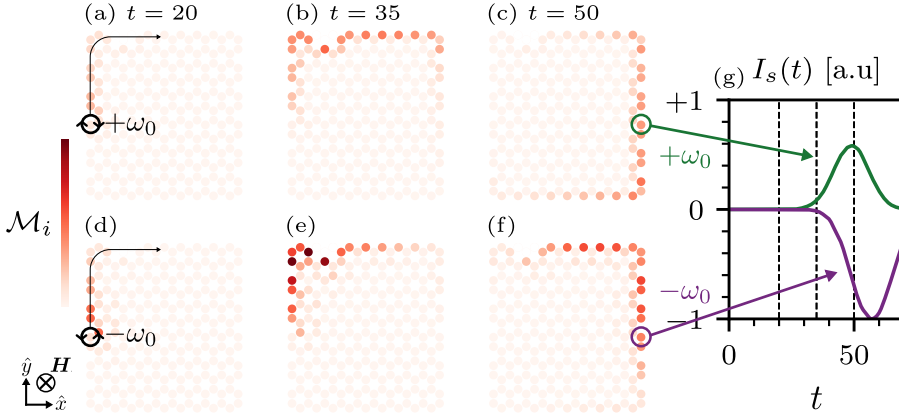 (a) t = 20
(b) t = 35
(c) t = 50
(g) I_s(t) [a.u]
+ω₀
ℳ_i
(d)
(e)
(f)
−ω₀
ŷ
H
x̂
+1
0
−1
+ω₀
−ω₀
0
50
t